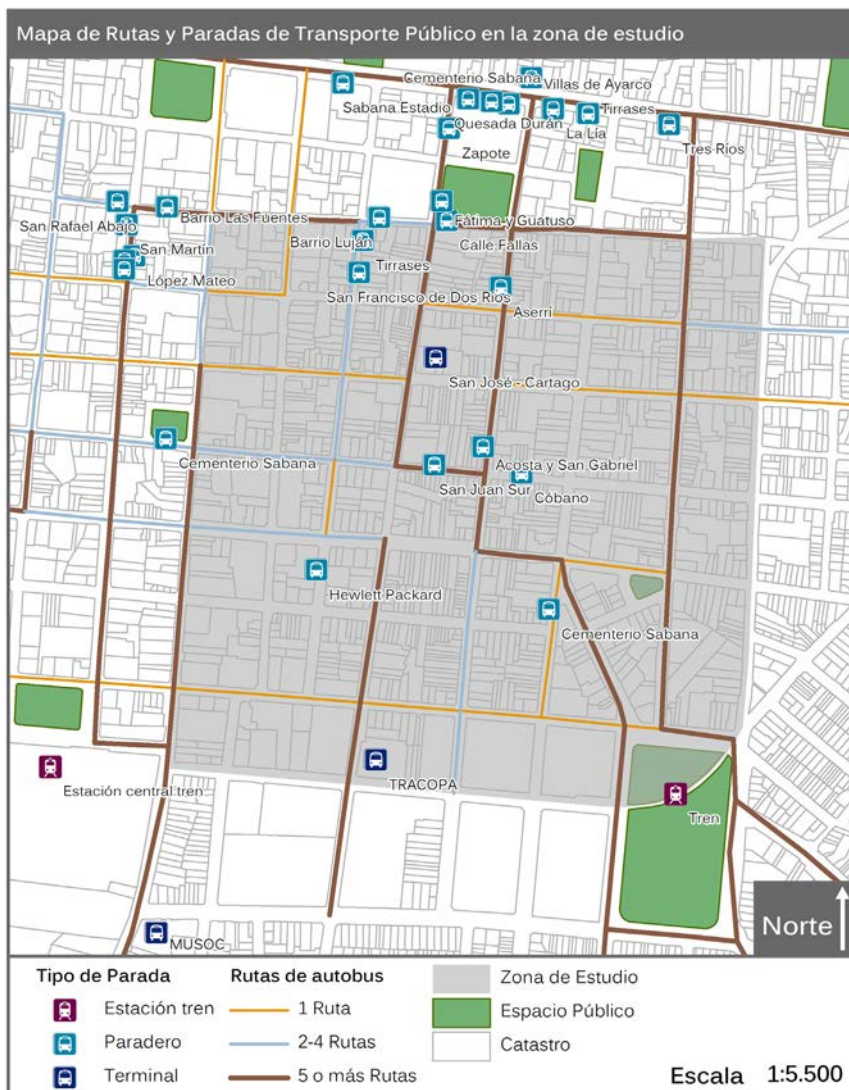 Mapa de Rutas y Paradas de Transporte Público en la zona de estudio
Cementerio Sabana
Villas de Ayarco
Sabana Estadio
Tirrases
Quesada Durán
La Lía
Tres Ríos
Zapote
San Rafael Abajo
Barrio Las Fuentes
Fátima y Guatuso
Barrio Luján
Calle Fallas
San Martín
Tirrases
López Mateo
San Francisco de Dos Ríos
Aserrí
San José - Cartago
Cementerio Sabana
Acosta y San Gabriel
San Juan Sur
Cóbano
Hewlett Packard
Cementerio Sabana
TRACOPA
Estación central tren
Tren
MUSOC
Norte
Tipo de Parada
Estación tren
Paradero
Terminal
Rutas de autobus
1 Ruta
2-4 Rutas
5 o más Rutas
Zona de Estudio
Espacio Público
Catastro
Escala 1:5.500